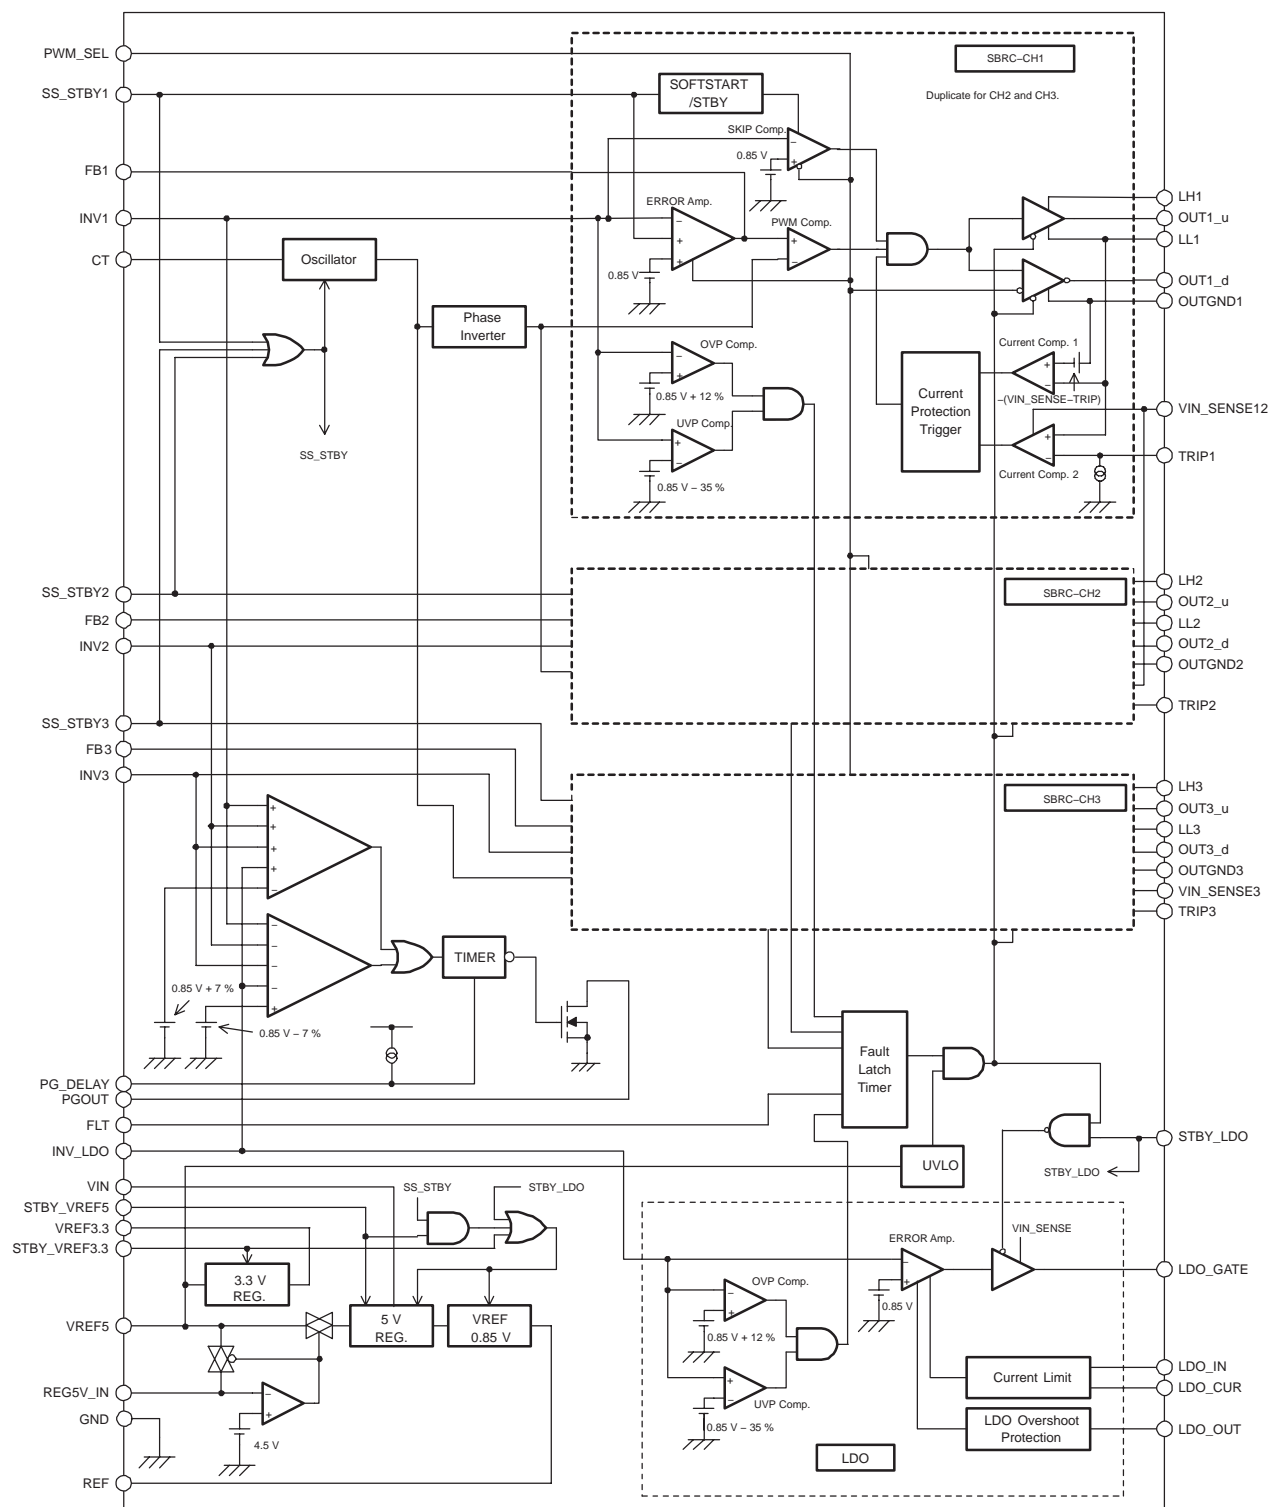 PWM_SEL
SBRC–CH1
SS_STBY1
SOFTSTART
/STBY
Duplicate for CH2 and CH3.
SKIP Comp.
−
+
0.85 V
FB1
ERROR Amp.
LH1
INV1
−
PWM Comp.
OUT1_u
+
+
LL1
CT
Oscillator
+
−
0.85 V
OUT1_d
OUTGND1
Phase
Inverter
OVP Comp.
Current Comp. 1
−
+
+
−
0.85 V + 12 %
Current
Protection
Trigger
−(VIN_SENSE−TRIP)
VIN_SENSE12
UVP Comp.
+
−
+
−
SS_STBY
TRIP1
0.85 V − 35 %
Current Comp. 2
SS_STBY2
SBRC–CH2
LH2
OUT2_u
FB2
LL2
INV2
OUT2_d
OUTGND2
TRIP2
SS_STBY3
FB3
INV3
LH3
SBRC–CH3
OUT3_u
+
+
+
+
−
LL3
OUT3_d
OUTGND3
VIN_SENSE3
TRIP3
−
−
−
−
+
TIMER
0.85 V + 7 %
0.85 V − 7 %
Fault
Latch
Timer
PG_DELAY
PGOUT
FLT
STBY_LDO
INV_LDO
UVLO
STBY_LDO
VIN
SS_STBY
STBY_LDO
STBY_VREF5
VREF3.3
VIN_SENSE
STBY_VREF3.3
ERROR Amp.
−
+
LDO_GATE
3.3 V
REG.
OVP Comp.
−
+
0.85 V
VREF5
5 V
REG.
VREF
0.85 V
0.85 V + 12 %
LDO_IN
Current Limit
REG5V_IN
−
+
+
−
UVP Comp.
LDO_CUR
GND
0.85 V − 35 %
LDO Overshoot
Protection
LDO_OUT
4.5 V
LDO
REF